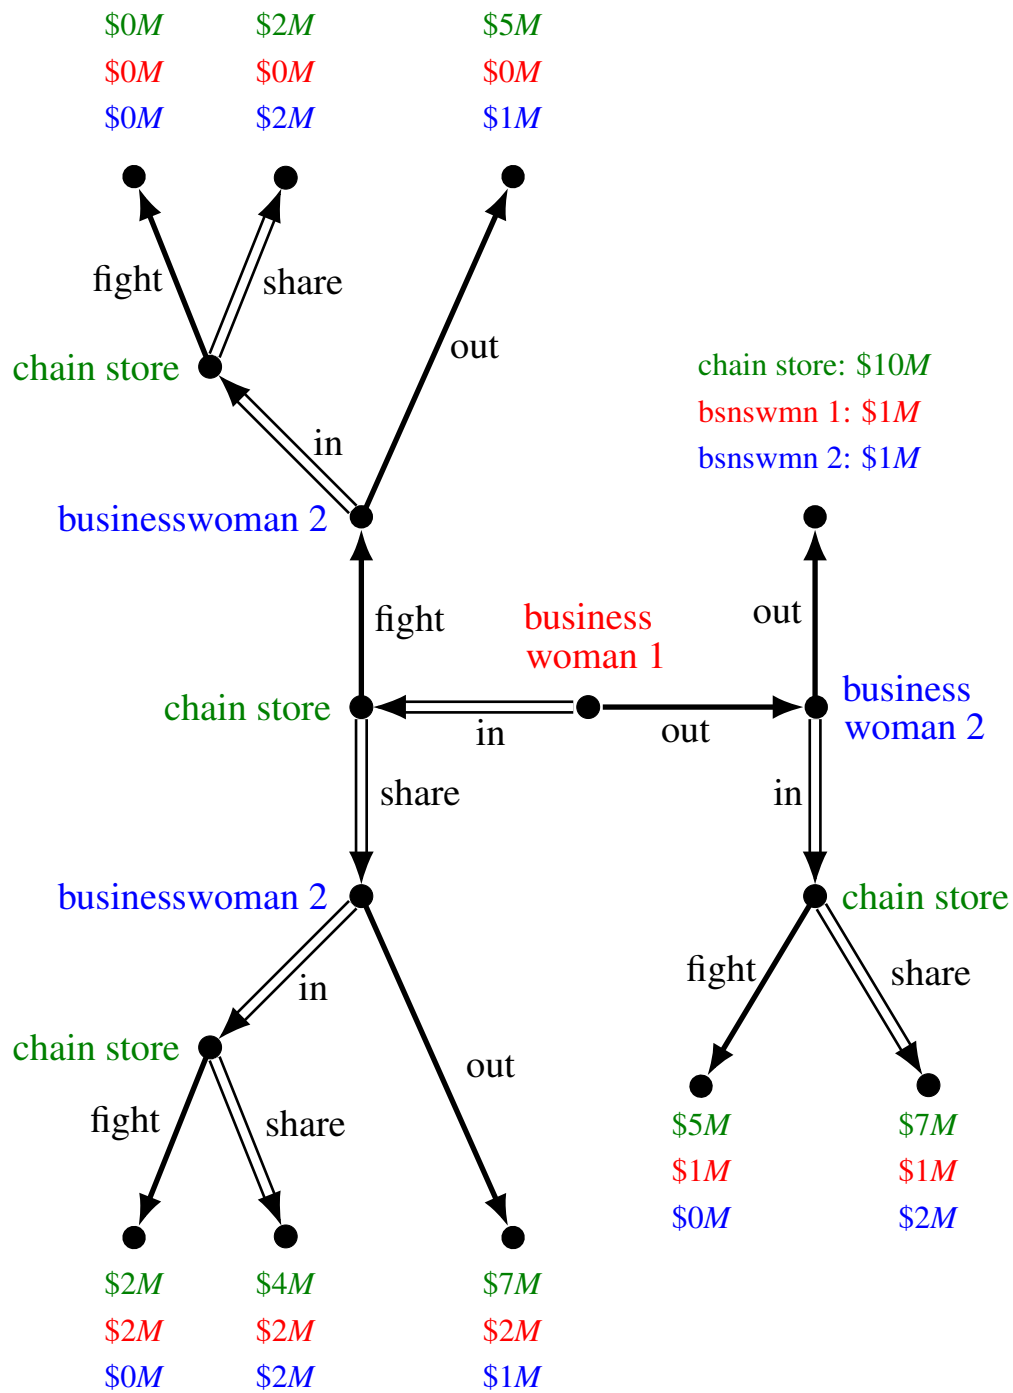 $0M $2M $5M
$0M $0M $0M
$0M $2M $1M
fight
share
out
chain store
chain store: $10M
bsnswmn 1: $1M
bsnswmn 2: $1M
in
businesswoman 2
fight
business
woman 1
out
chain store
in
out
business
woman 2
share
in
businesswoman 2
chain store
in
fight
share
chain store
out
fight
share
$5M $7M
$1M $1M
$0M $2M
$2M $4M $7M
$2M $2M $2M
$0M $2M $1M